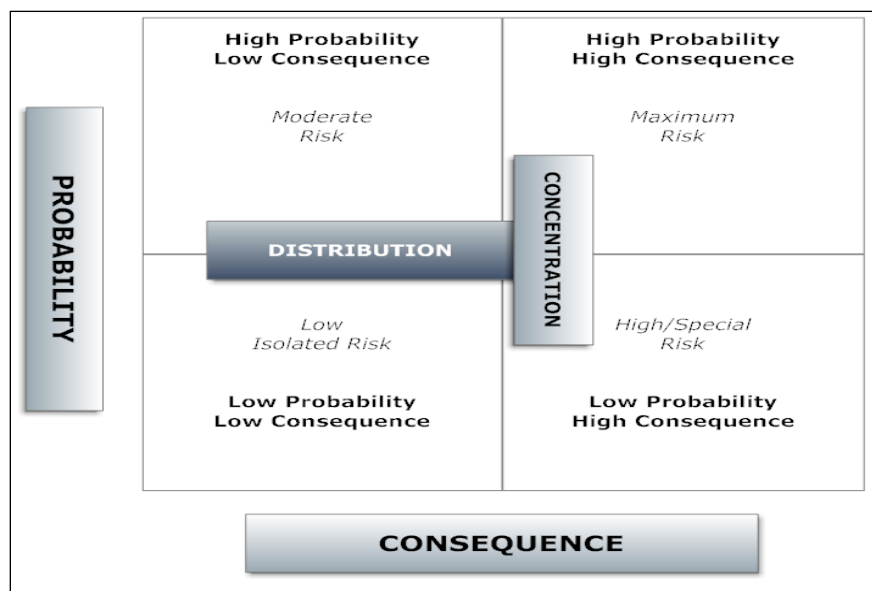 High Probability
Low Consequence
High Probability
High Consequence
Moderate
Risk
Maximum
Risk
PROBABILITY
CONCENTRATION
DISTRIBUTION
Low
Isolated Risk
High/Special
Risk
Low Probability
Low Consequence
Low Probability
High Consequence
CONSEQUENCE